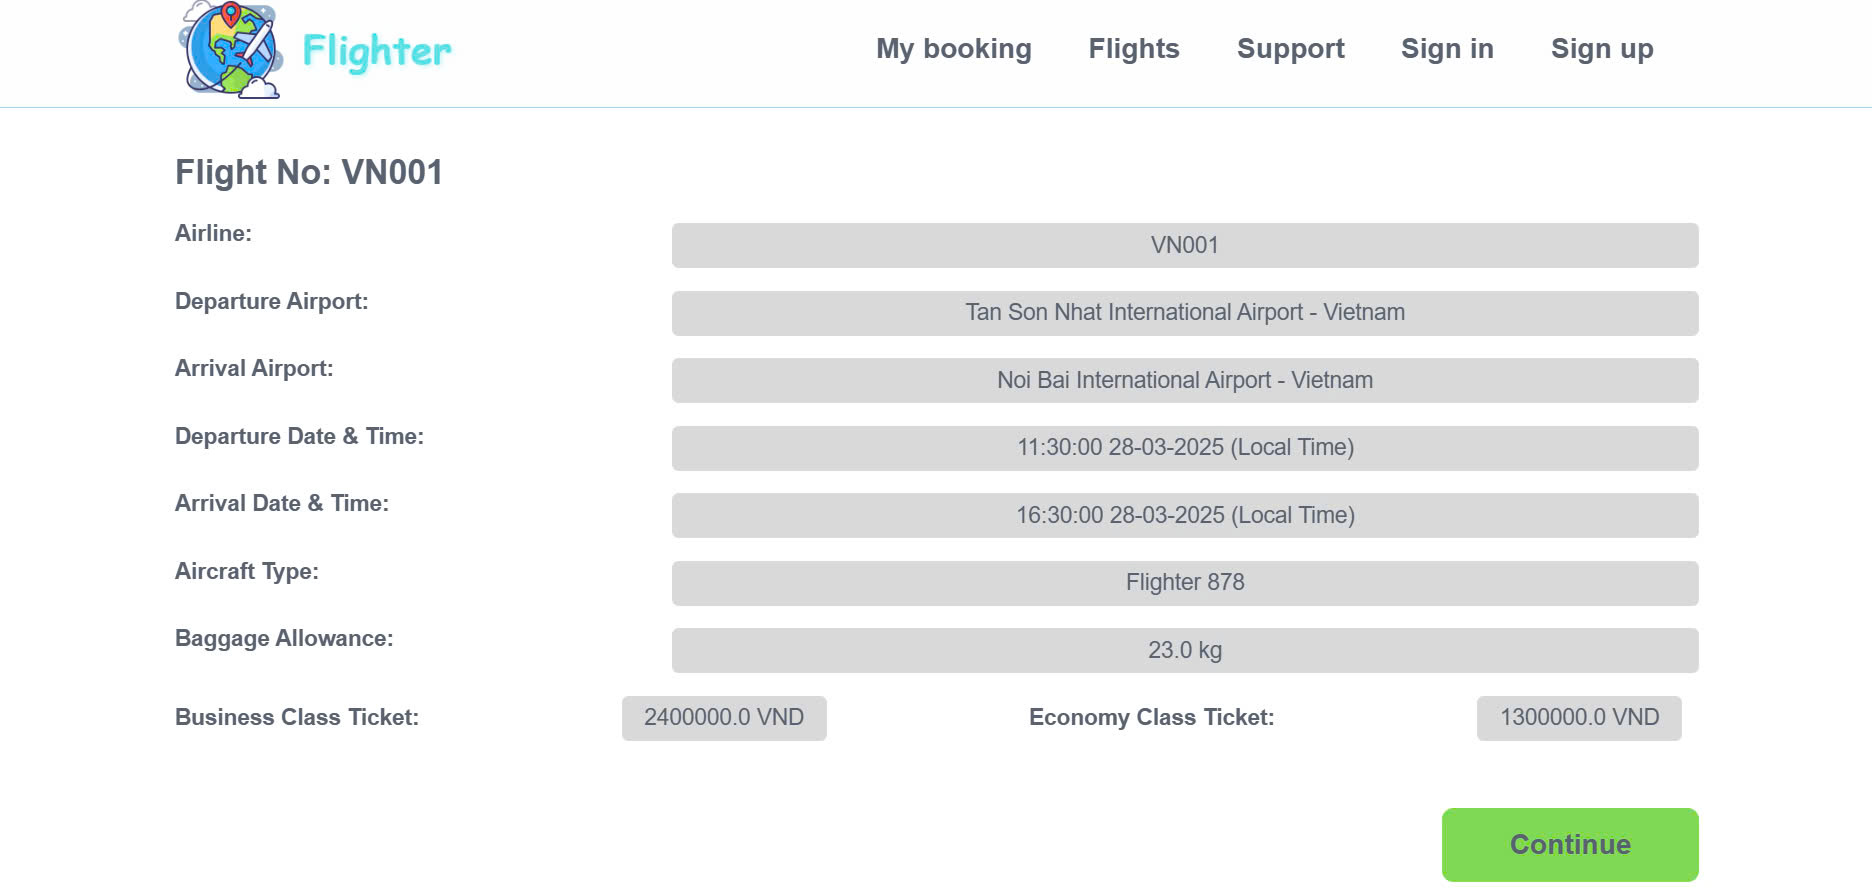 Flighter
My booking Flights Support Sign in Sign up
Flight No: VN001
Airline: VN001
Departure Airport: Tan Son Nhat International Airport - Vietnam
Arrival Airport: Noi Bai International Airport - Vietnam
Departure Date & Time: 11:30:00 28-03-2025 (Local Time)
Arrival Date & Time: 16:30:00 28-03-2025 (Local Time)
Aircraft Type: Flighter 878
Baggage Allowance: 23.0 kg
Business Class Ticket: 2400000.0 VND Economy Class Ticket: 1300000.0 VND
Continue